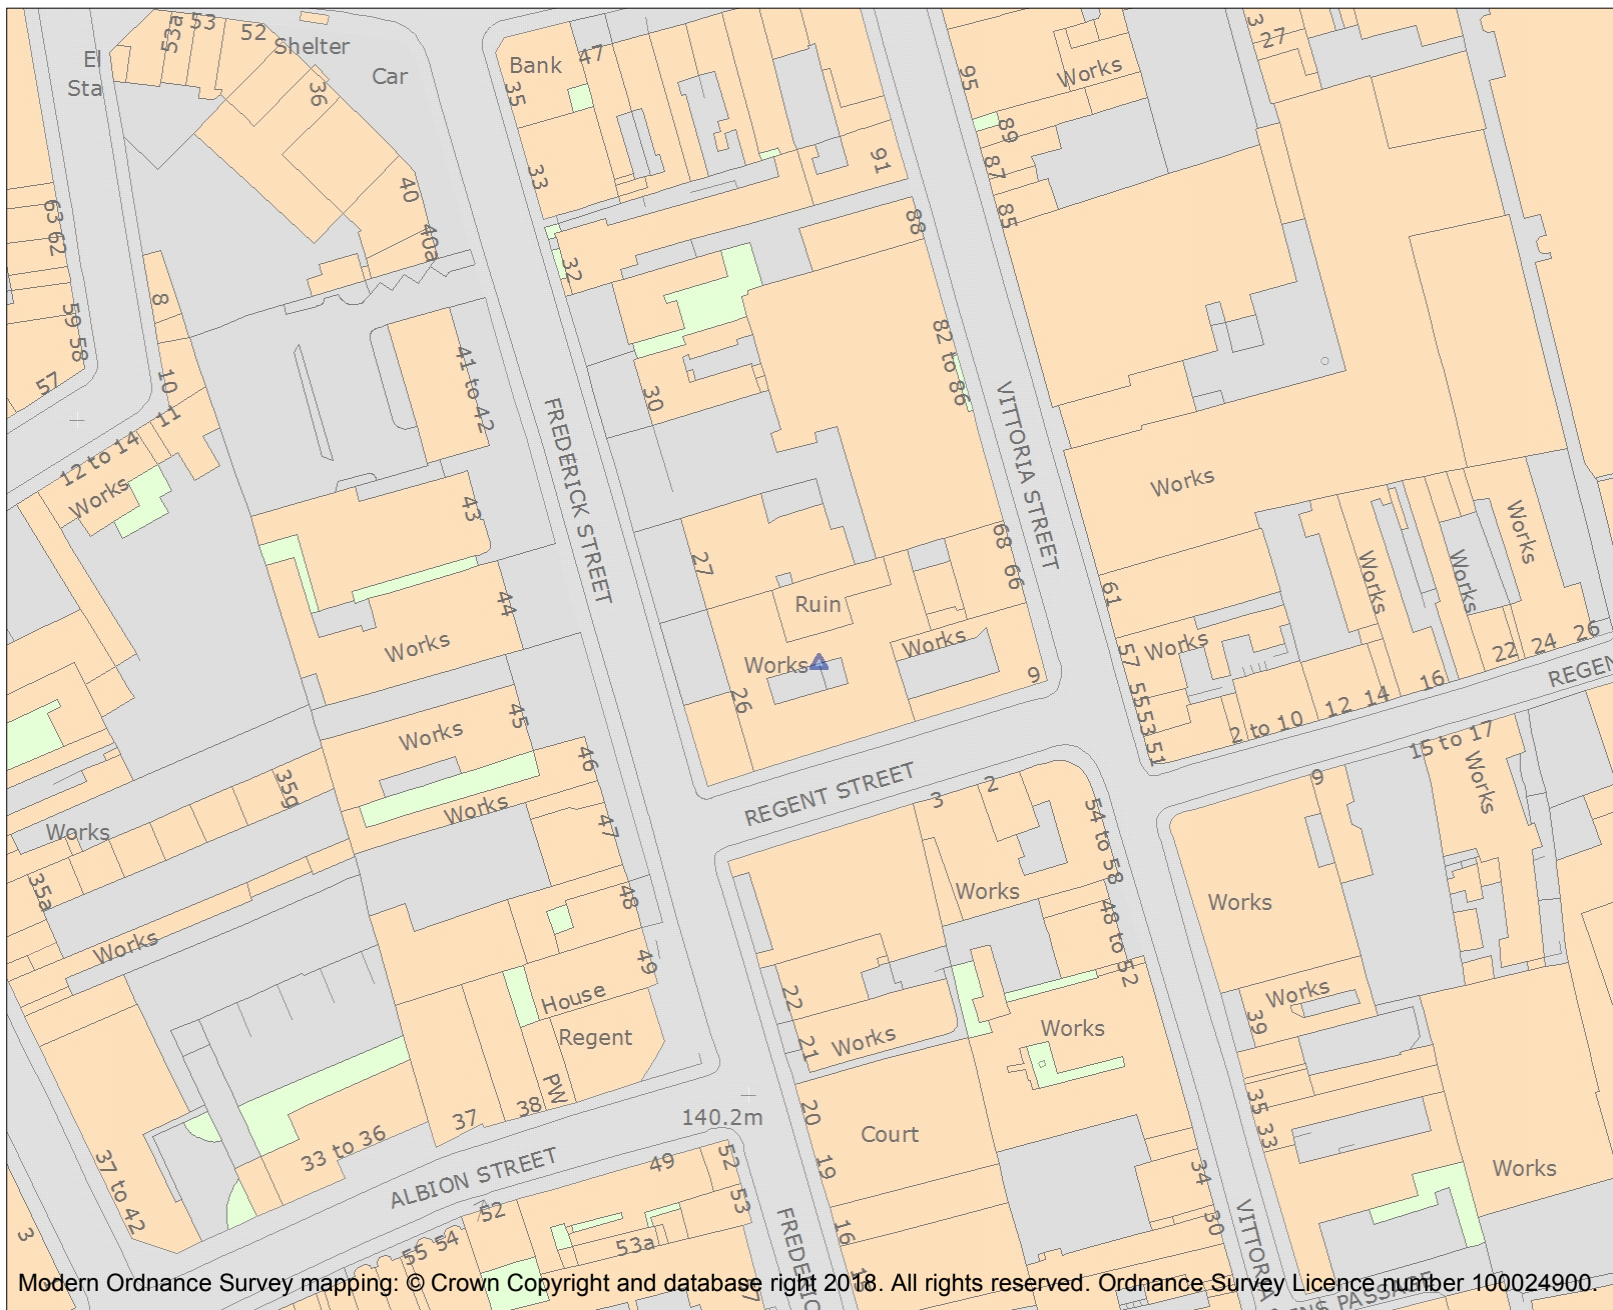 53a
53
52
Shelter
El
Sta
Car
36
Bank
47
35
33
95
Works
3
27
89
87
85
91
88
40
40a
63
62
32
8
59
58
57
10
11
12 to 14
Works
41 to 42
30
82 to 86
FREDERICK STREET
VITTORIA STREET
Works
43
27
68
66
Ruin
44
Works
Works
Works
26
9
61
57
55
53
51
Works
Works
Works
Works
2 to 10
12
14
16
22
24
26
REGEN
45
Works
46
Works
47
35g
Works
35a
Works
REGENT STREET
3
2
54 to 58
Works
48 to 52
9
15 to 17
Works
Works
48
49
House
Regent
PW
38
37
33 to 36
37 to 42
3
22
21
Works
Works
Works
39
35
33
140.2m
20
Court
19
16
15
ALBION STREET
49
52
53
52
54
55
53a
FREDERIC
34
30
VITTORIA
Works
Modern Ordnance Survey mapping: © Crown Copyright and database right 2018. All rights reserved. Ordnance Survey Licence number 100024900.